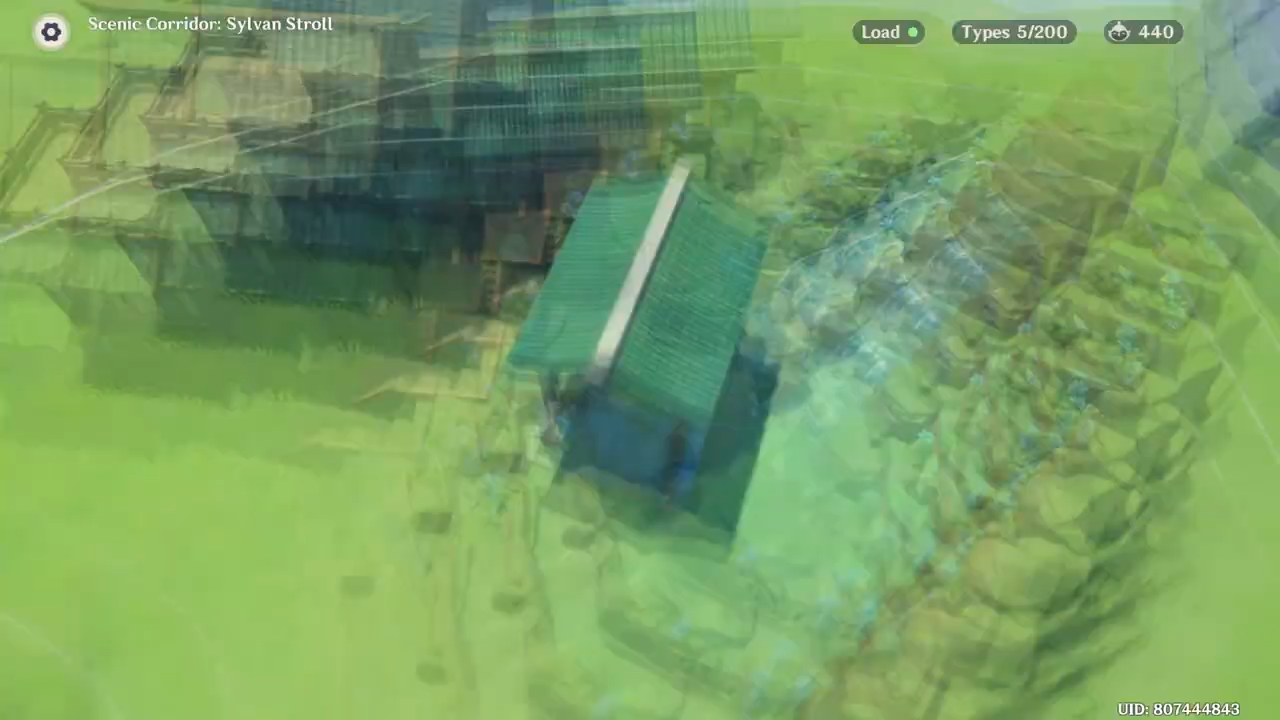 Scenic Corridor: Sylvan Stroll
Load
Types 5/200
440
UID: 807444843